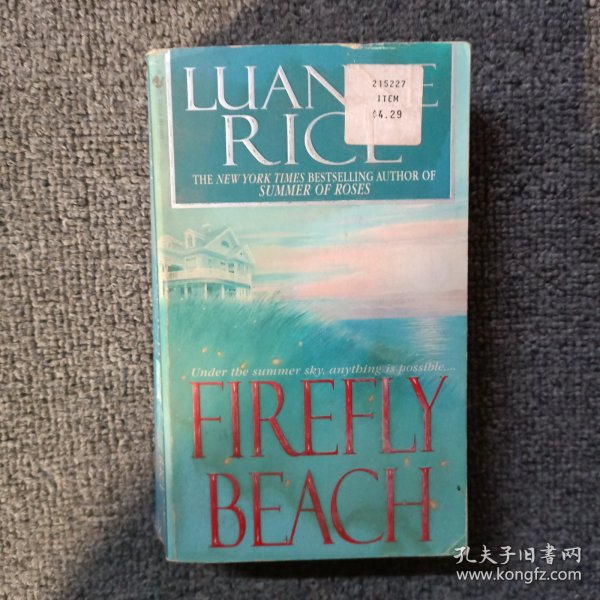 LUAN E
RICE
215227
ITEM
$4.29
THE NEW YORK TIMES BESTSELLING AUTHOR OF
SUMMER OF ROSES
Under the summer sky, anything is possible....
FIREFLY
BEACH
孔夫子旧书网
www.kongfz.com